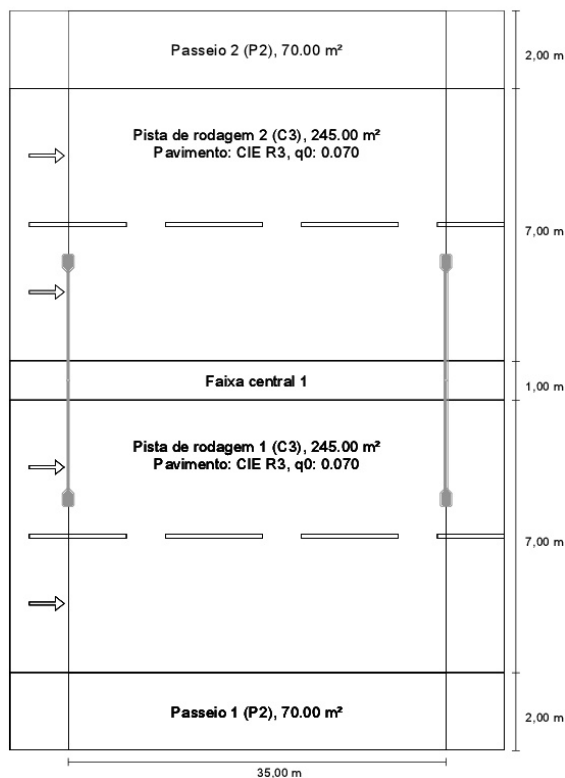 Passeio 2 (P2), 70.00 m²
2,00 m
Pista de rodagem 2 (C3), 245.00 m²
Pavimento: CIE R3, q0: 0.070
7,00 m
Faixa central 1
1,00 m
Pista de rodagem 1 (C3), 245.00 m²
Pavimento: CIE R3, q0: 0.070
7,00 m
Passeio 1 (P2), 70.00 m²
2,00 m
35,00 m